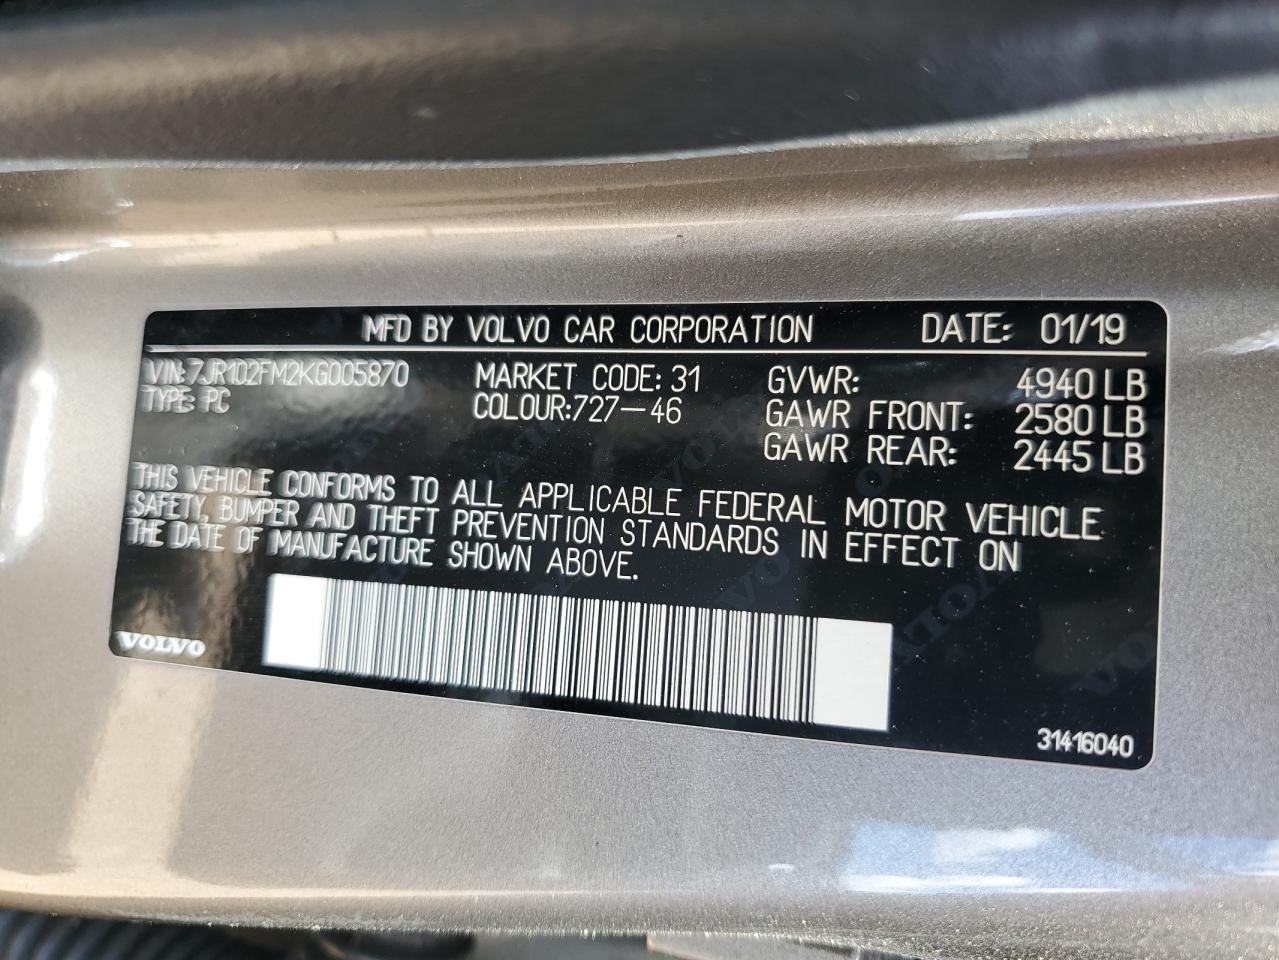 MFD BY VOLVO CAR CORPORATION DATE: 01/19
VIN:7JR102FM2KG005870 MARKET CODE: 31 GVWR: 4940 LB
TYPE: PC COLOUR:727-46 GAWR FRONT: 2580 LB
GAWR REAR: 2445 LB
THIS VEHICLE CONFORMS TO ALL APPLICABLE FEDERAL MOTOR VEHICLE
SAFETY, BUMPER AND THEFT PREVENTION STANDARDS IN EFFECT ON
THE DATE OF MANUFACTURE SHOWN ABOVE.
VOLVO
31416040